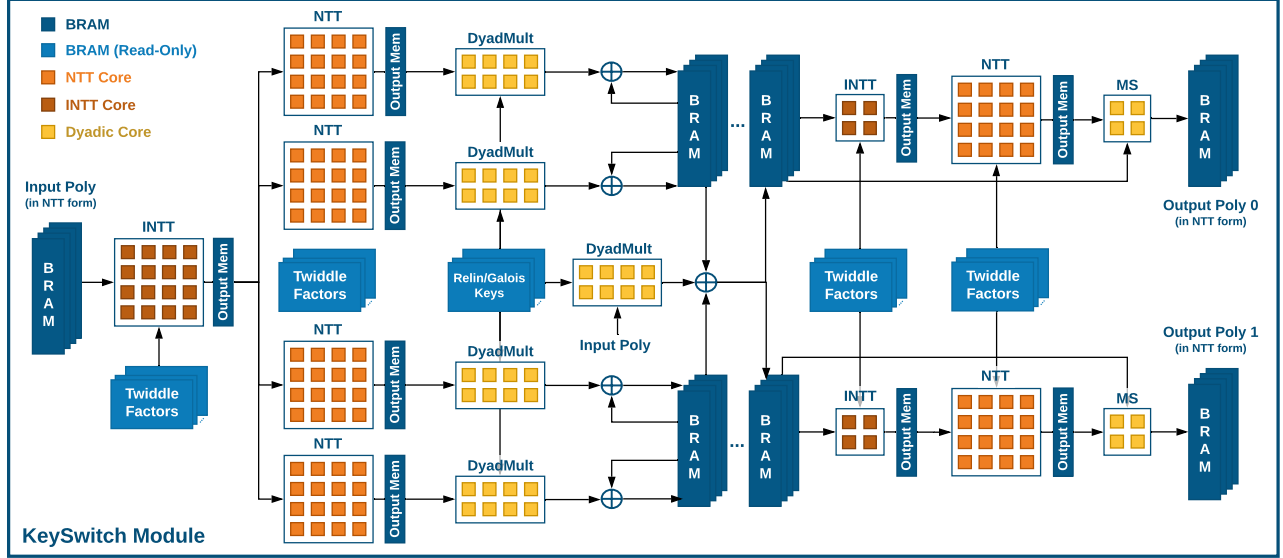 BRAM
BRAM (Read-Only)
NTT Core
INTT Core
Dyadic Core
Input Poly
(in NTT form)
B
R
A
M
INTT
Output Mem
Twiddle
Factors
NTT
Output Mem
NTT
Output Mem
Twiddle
Factors
NTT
Output Mem
NTT
Output Mem
DyadMult
DyadMult
Relin/Galois
Keys
DyadMult
Input Poly
DyadMult
DyadMult
B
R
A
M
...
B
R
A
M
B
R
A
M
...
B
R
A
M
INTT
Output Mem
NTT
Output Mem
MS
B
R
A
M
Output Poly 0
(in NTT form)
Twiddle
Factors
Twiddle
Factors
INTT
Output Mem
NTT
Output Mem
MS
Output Poly 1
(in NTT form)
B
R
A
M
KeySwitch Module